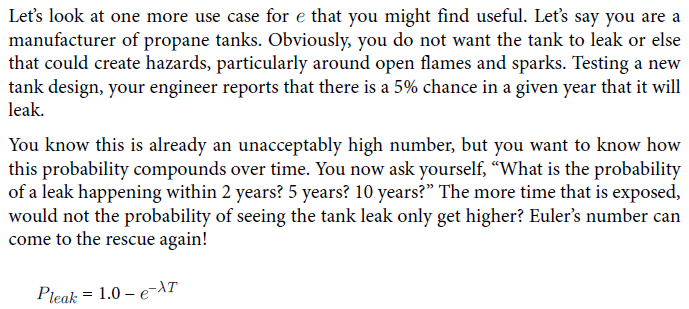 Let's look at one more use case for e that you might find useful. Let's say you are a
manufacturer of propane tanks. Obviously, you do not want the tank to leak or else
that could create hazards, particularly around open flames and sparks. Testing a new
tank design, your engineer reports that there is a 5% chance in a given year that it will
leak.
You know this is already an unacceptably high number, but you want to know how
this probability compounds over time. You now ask yourself, “What is the probability
of a leak happening within 2 years? 5 years? 10 years?” The more time that is exposed,
would not the probability of seeing the tank leak only get higher? Euler's number can
come to the rescue again!
P_{leak} = 1.0 – e^{−λT}